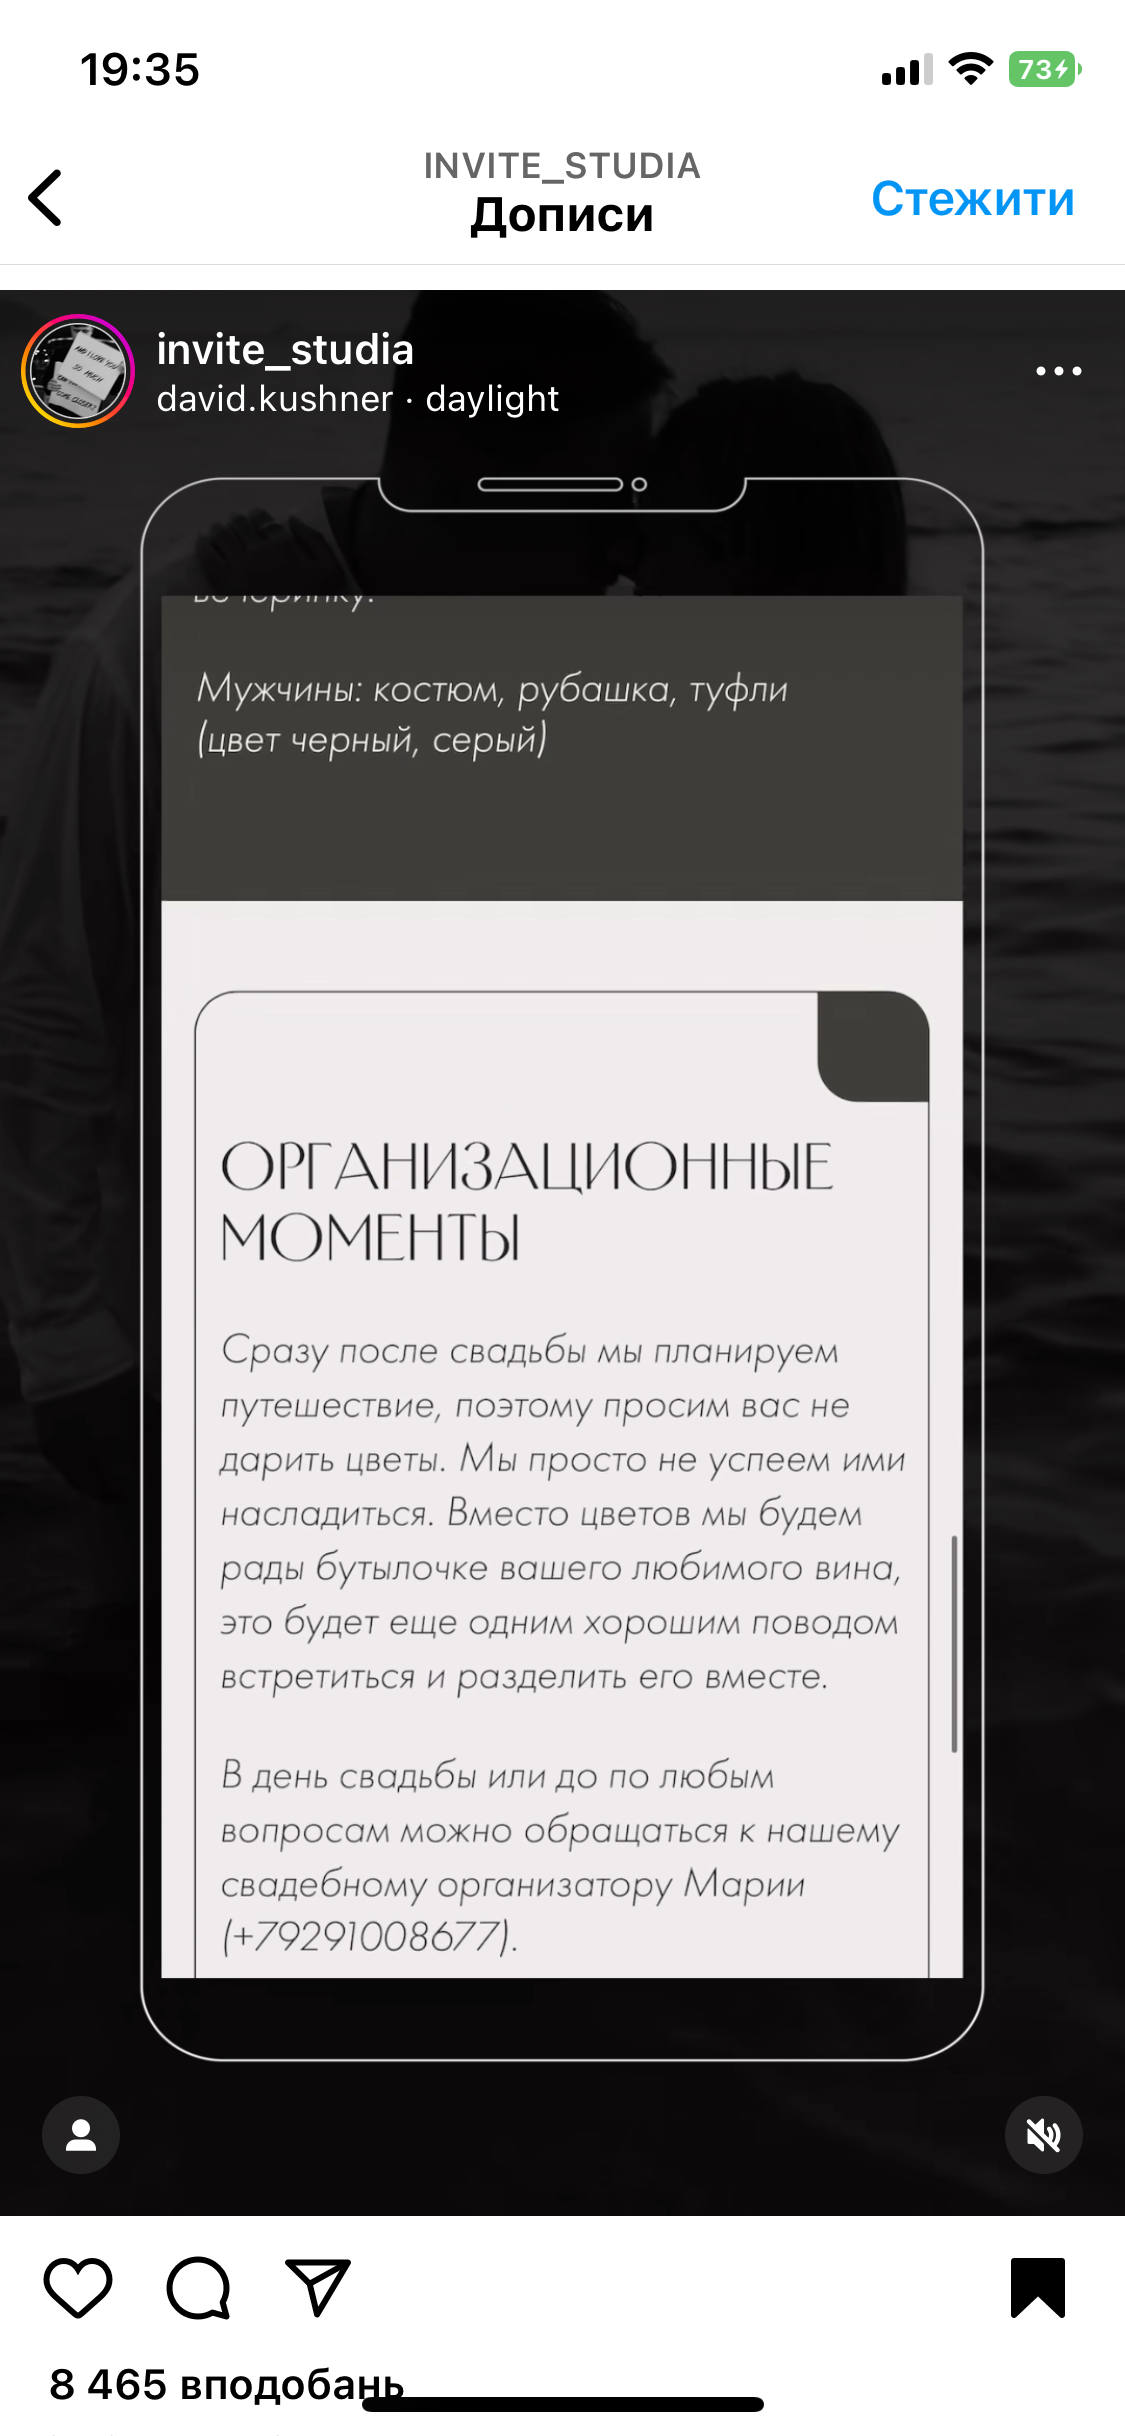 19:35
73
INVITE_STUDIA
Дописи
Стежити
invite_studia
david.kushner · daylight
Мужчины: костюм, рубашка, туфли
(цвет черный, серый)
ОРГАНИЗАЦИОННЫЕ
МОМЕНТЫ
Сразу после свадьбы мы планируем
путешествие, поэтому просим вас не
дарить цветы. Мы просто не успеем ими
насладиться. Вместо цветов мы будем
рады бутылочке вашего любимого вина,
это будет еще одним хорошим поводом
встретиться и разделить его вместе.
В день свадьбы или до по любым
вопросам можно обращаться к нашему
свадебному организатору Марии
(+79291008677).
8 465 вподобань